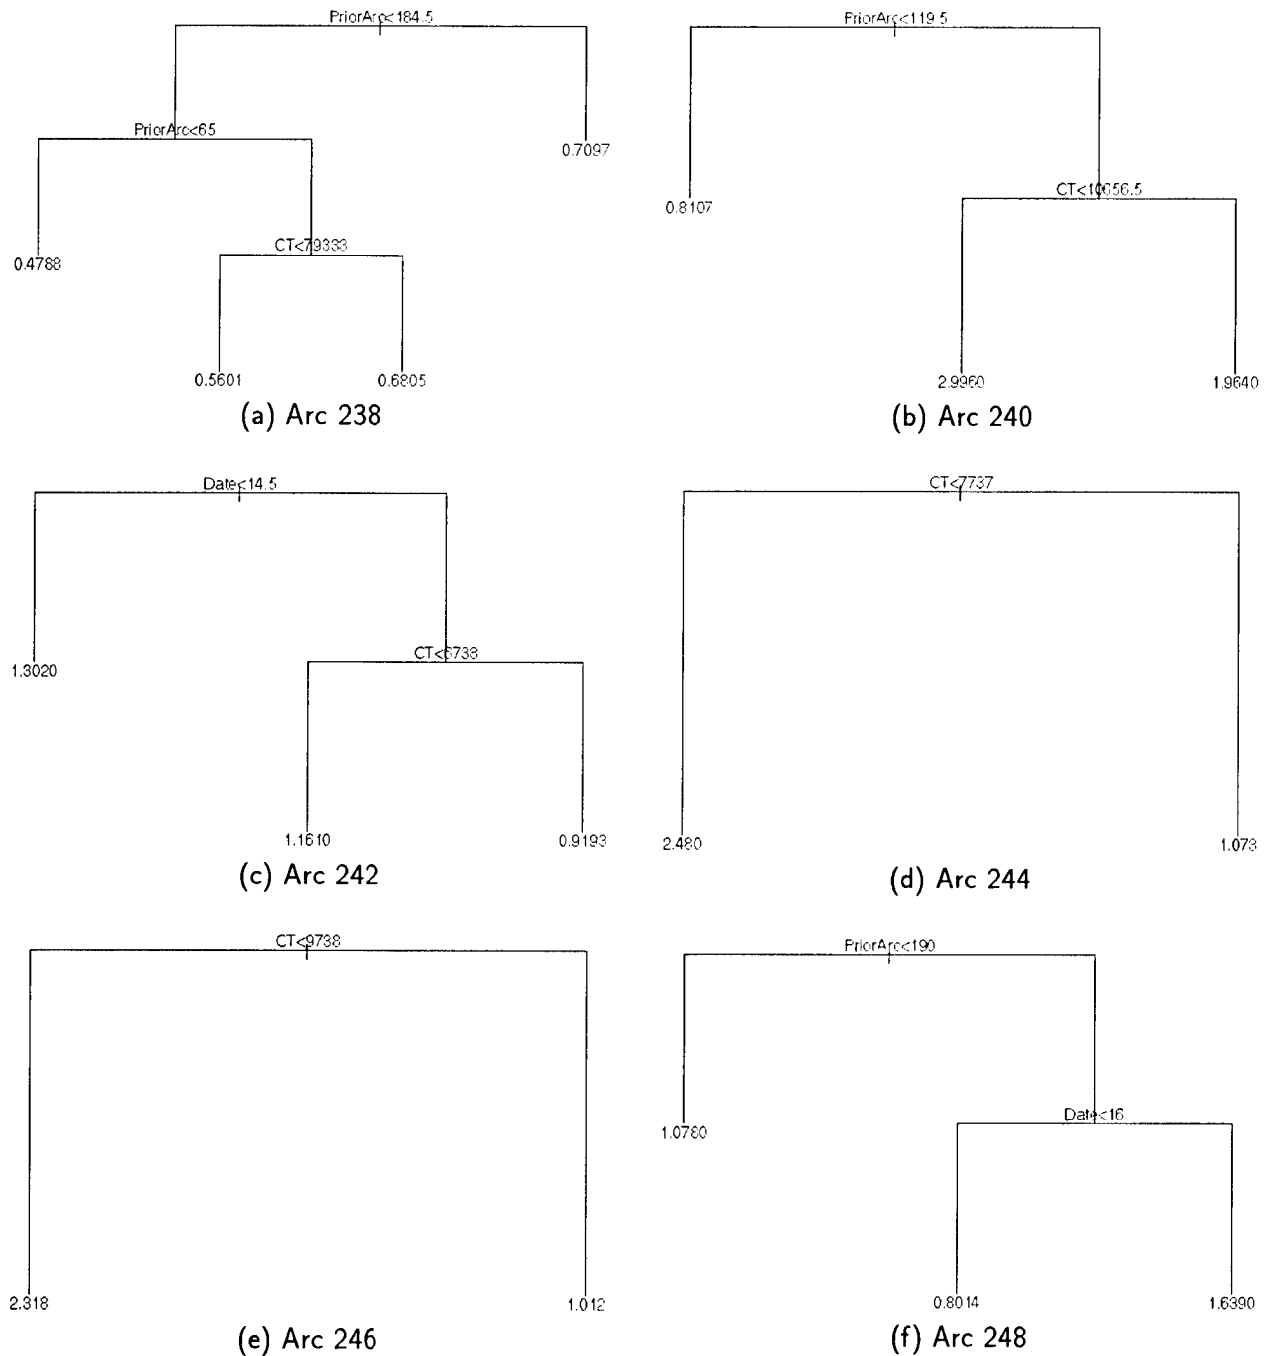 PriorArc<184.5
PriorArc<65
0.7097
CT<79333
0.4788
0.5601
0.6805
(a) Arc 238
PriorArc<119.5
CT<10656.5
0.8107
2.9960
1.9640
(b) Arc 240
Date<14.5
CT<6738
1.3020
1.1610
0.9193
(c) Arc 242
CT<7737
2.480
1.073
(d) Arc 244
CT<9738
2.318
1.012
(e) Arc 246
PriorArc<190
Date<16
1.0780
0.8014
1.6390
(f) Arc 248